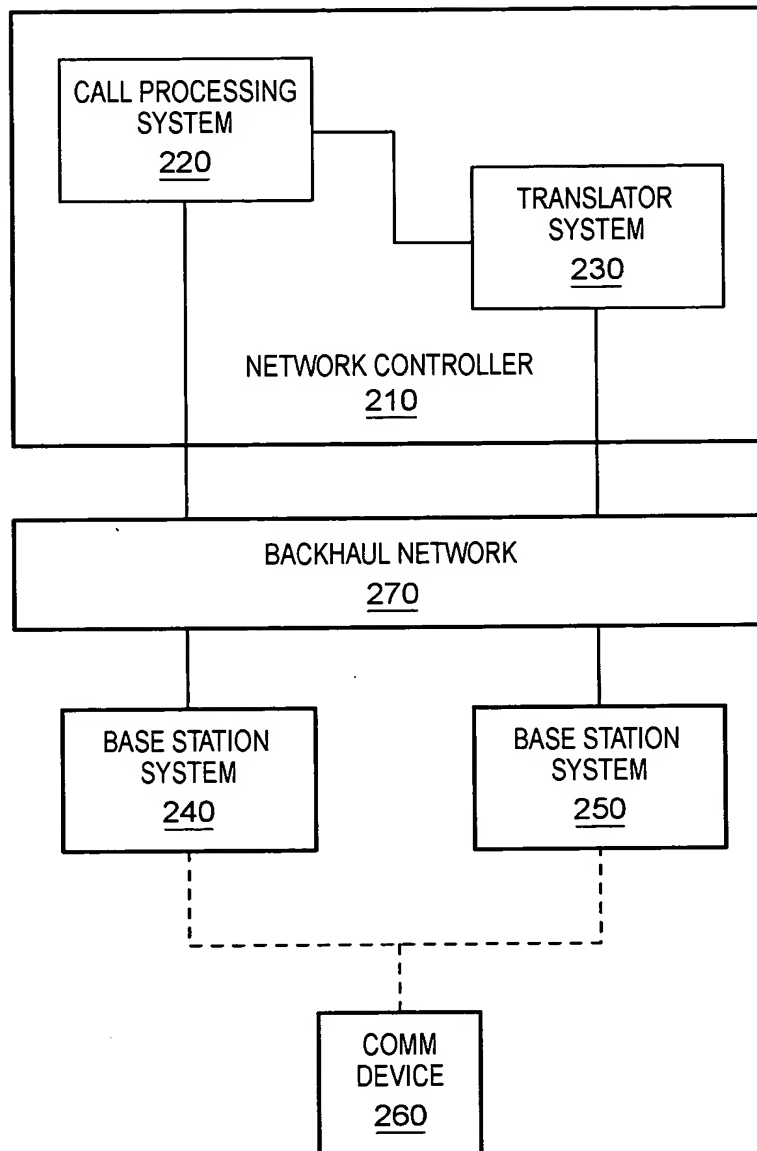 CALL PROCESSING
SYSTEM
220
TRANSLATOR
SYSTEM
230
NETWORK CONTROLLER
210
BACKHAUL NETWORK
270
BASE STATION
SYSTEM
240
BASE STATION
SYSTEM
250
COMM
DEVICE
260